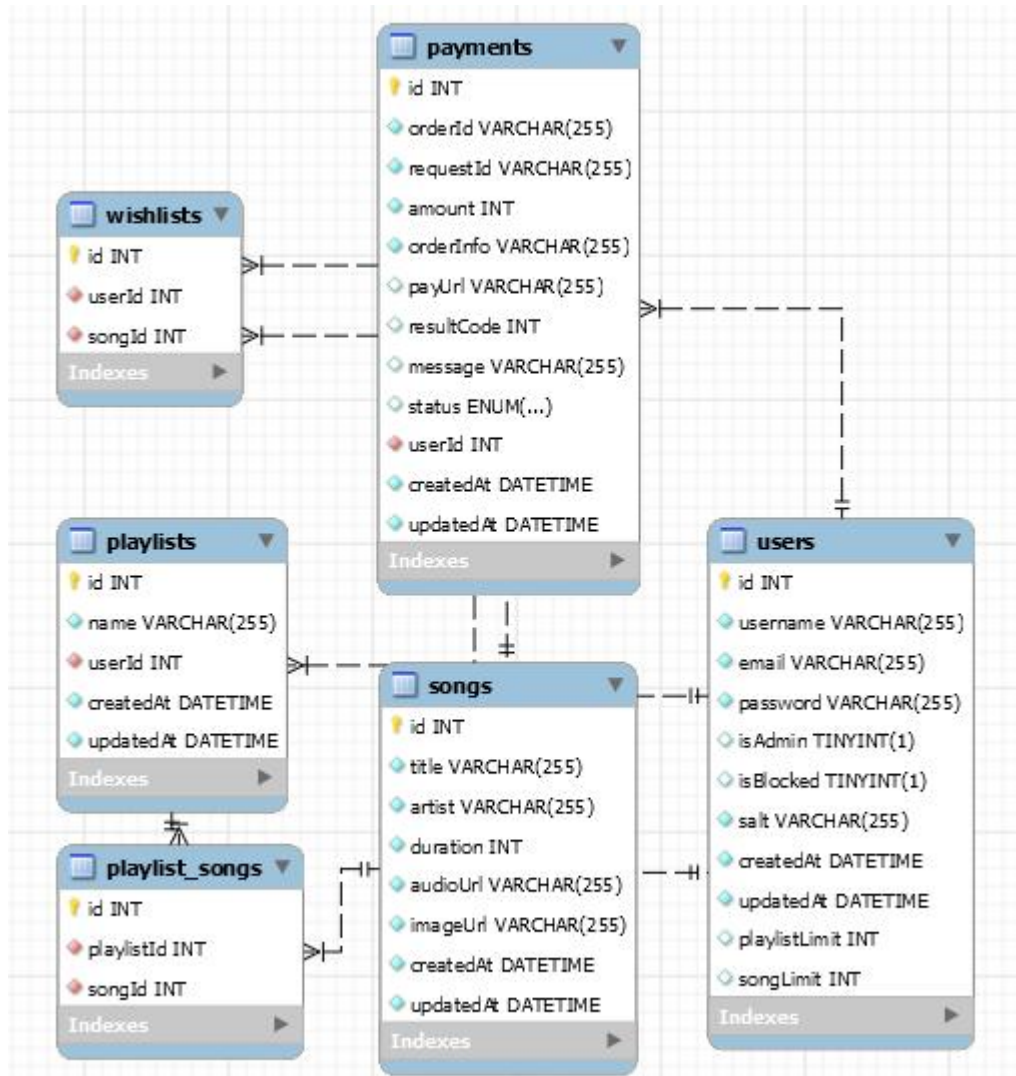 payments
id INT
orderId VARCHAR(255)
requestId VARCHAR(255)
amount INT
orderInfo VARCHAR(255)
payUrl VARCHAR(255)
resultCode INT
message VARCHAR(255)
status ENUM(...)
userId INT
createdAt DATETIME
updatedAt DATETIME
Indexes
wishlists
id INT
userId INT
songId INT
Indexes
playlists
id INT
name VARCHAR(255)
userId INT
createdAt DATETIME
updatedAt DATETIME
Indexes
users
id INT
username VARCHAR(255)
email VARCHAR(255)
password VARCHAR(255)
isAdmin TINYINT(1)
isBlocked TINYINT(1)
salt VARCHAR(255)
createdAt DATETIME
updatedAt DATETIME
playlistLimit INT
songLimit INT
Indexes
songs
id INT
title VARCHAR(255)
artist VARCHAR(255)
duration INT
audioUrl VARCHAR(255)
imageUrl VARCHAR(255)
createdAt DATETIME
updatedAt DATETIME
Indexes
playlist_songs
id INT
playlistId INT
songId INT
Indexes